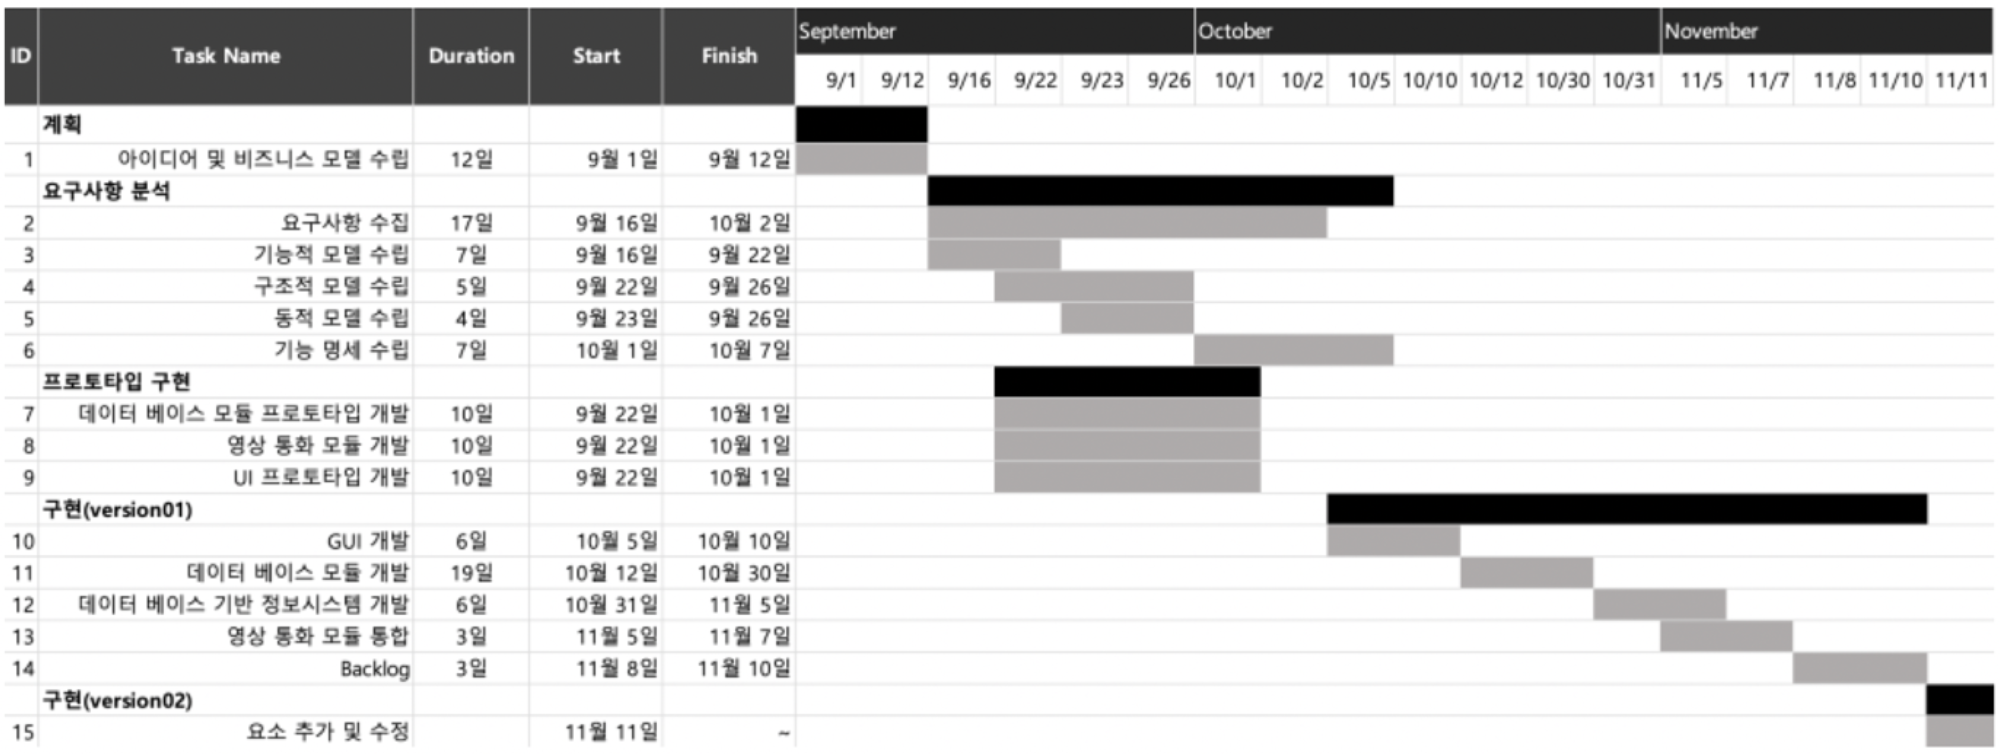 ID Task Name Duration Start Finish September October November
9/1 9/12 9/16 9/22 9/23 9/26 10/1 10/2 10/5 10/10 10/12 10/30 10/31 11/5 11/7 11/8 11/10 11/11
계획
1 아이디어 및 비즈니스 모델 수립 12일 9월 1일 9월 12일
요구사항 분석
2 요구사항 수집 17일 9월 16일 10월 2일
3 기능적 모델 수립 7일 9월 16일 9월 22일
4 구조적 모델 수립 5일 9월 22일 9월 26일
5 동적 모델 수립 4일 9월 23일 9월 26일
6 기능 명세 수립 7일 10월 1일 10월 7일
프로토타입 구현
7 데이터 베이스 모듈 프로토타입 개발 10일 9월 22일 10월 1일
8 영상 통화 모듈 개발 10일 9월 22일 10월 1일
9 UI 프로토타입 개발 10일 9월 22일 10월 1일
구현(version01)
10 GUI 개발 6일 10월 5일 10월 10일
11 데이터 베이스 모듈 개발 19일 10월 12일 10월 30일
12 데이터 베이스 기반 정보시스템 개발 6일 10월 31일 11월 5일
13 영상 통화 모듈 통합 3일 11월 5일 11월 7일
14 Backlog 3일 11월 8일 11월 10일
구현(version02)
15 요소 추가 및 수정 11월 11일 ~